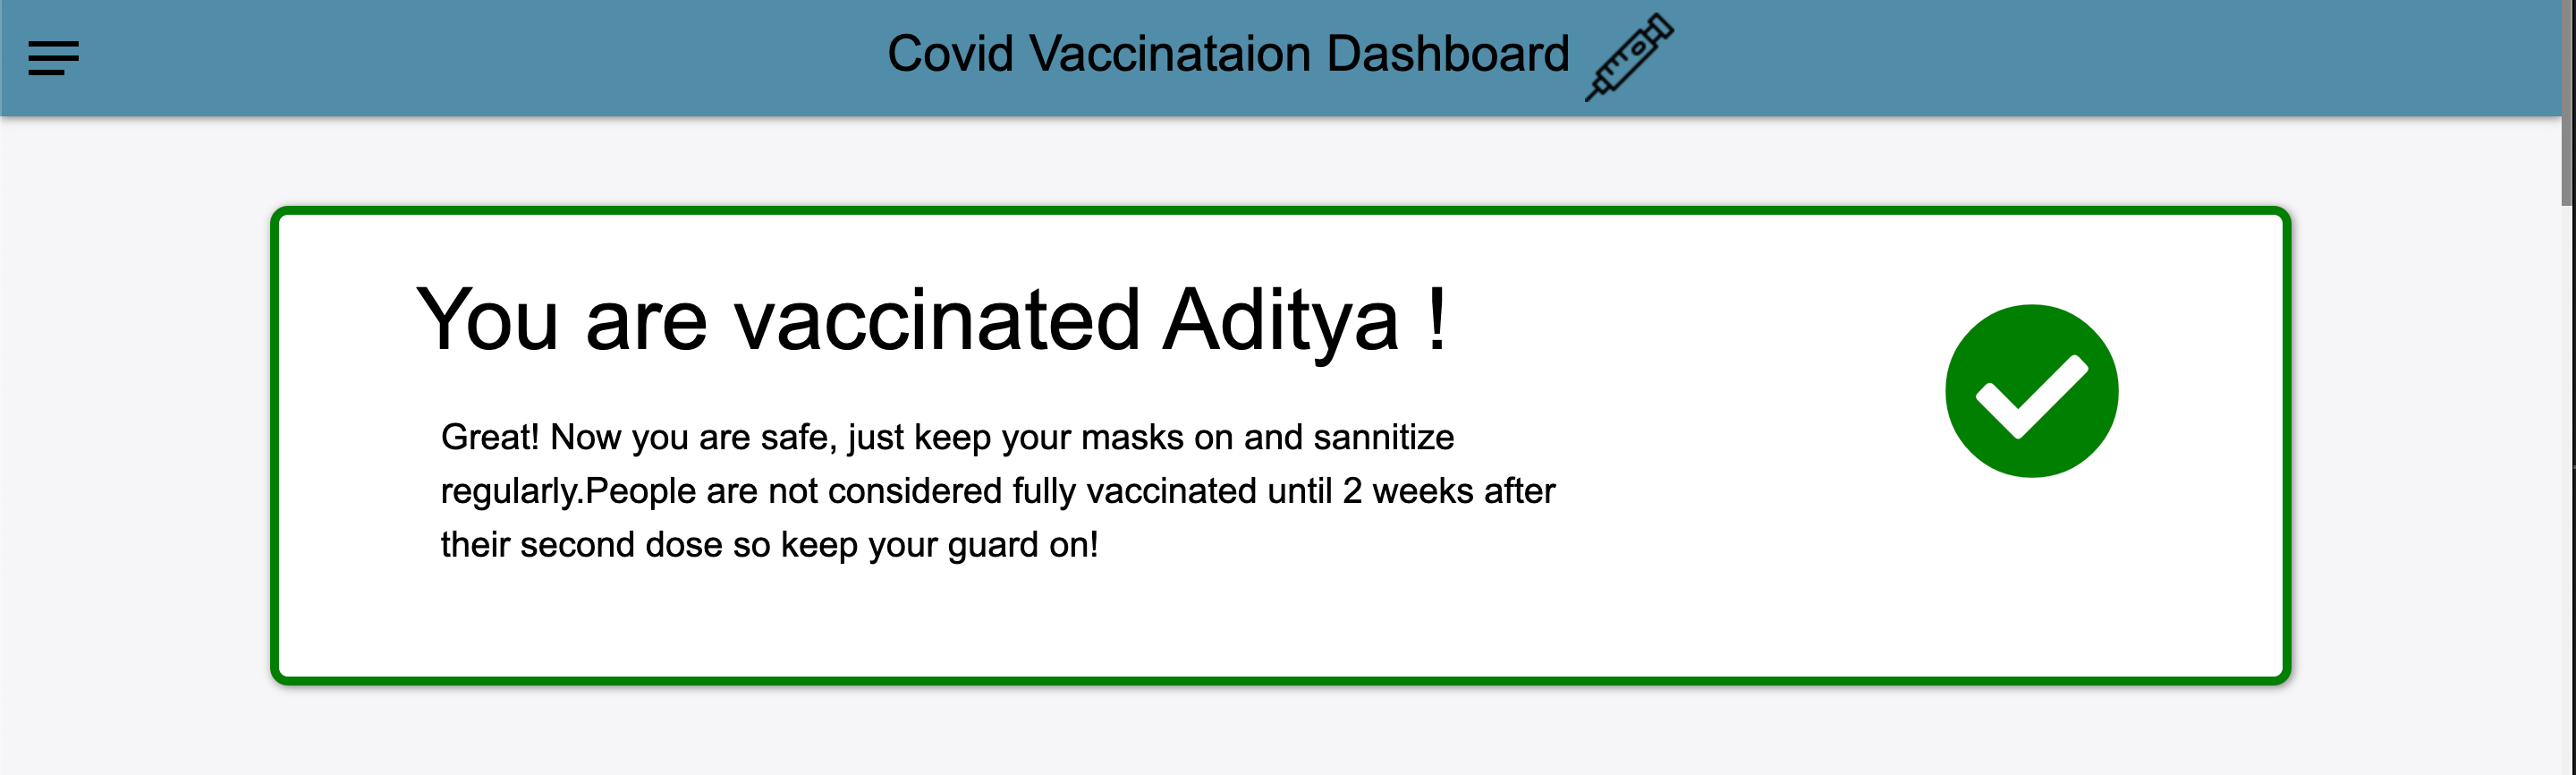 Covid Vaccinataion Dashboard
You are vaccinated Aditya !
Great! Now you are safe, just keep your masks on and sannitize
regularly.People are not considered fully vaccinated until 2 weeks after
their second dose so keep your guard on!